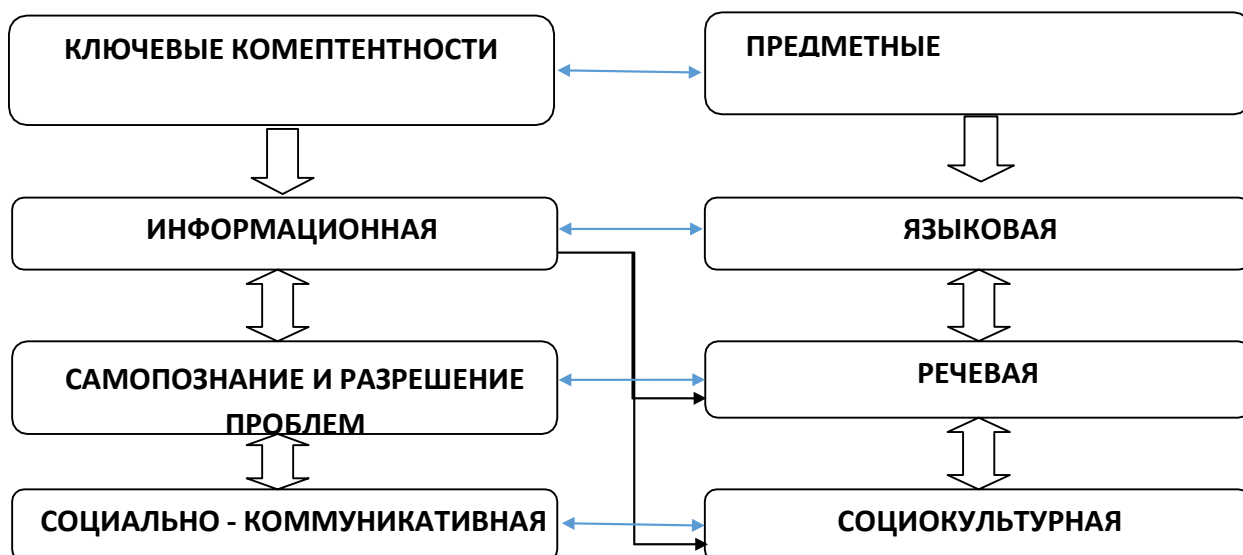 КЛЮЧЕВЫЕ КОМЕПТЕНТНОСТИ
ПРЕДМЕТНЫЕ
ИНФОРМАЦИОННАЯ
ЯЗЫКОВАЯ
САМОПОЗНАНИЕ И РАЗРЕШЕНИЕ
ПРОБЛЕМ
РЕЧЕВАЯ
СОЦИАЛЬНО - КОММУНИКАТИВНАЯ
СОЦИОКУЛЬТУРНАЯ